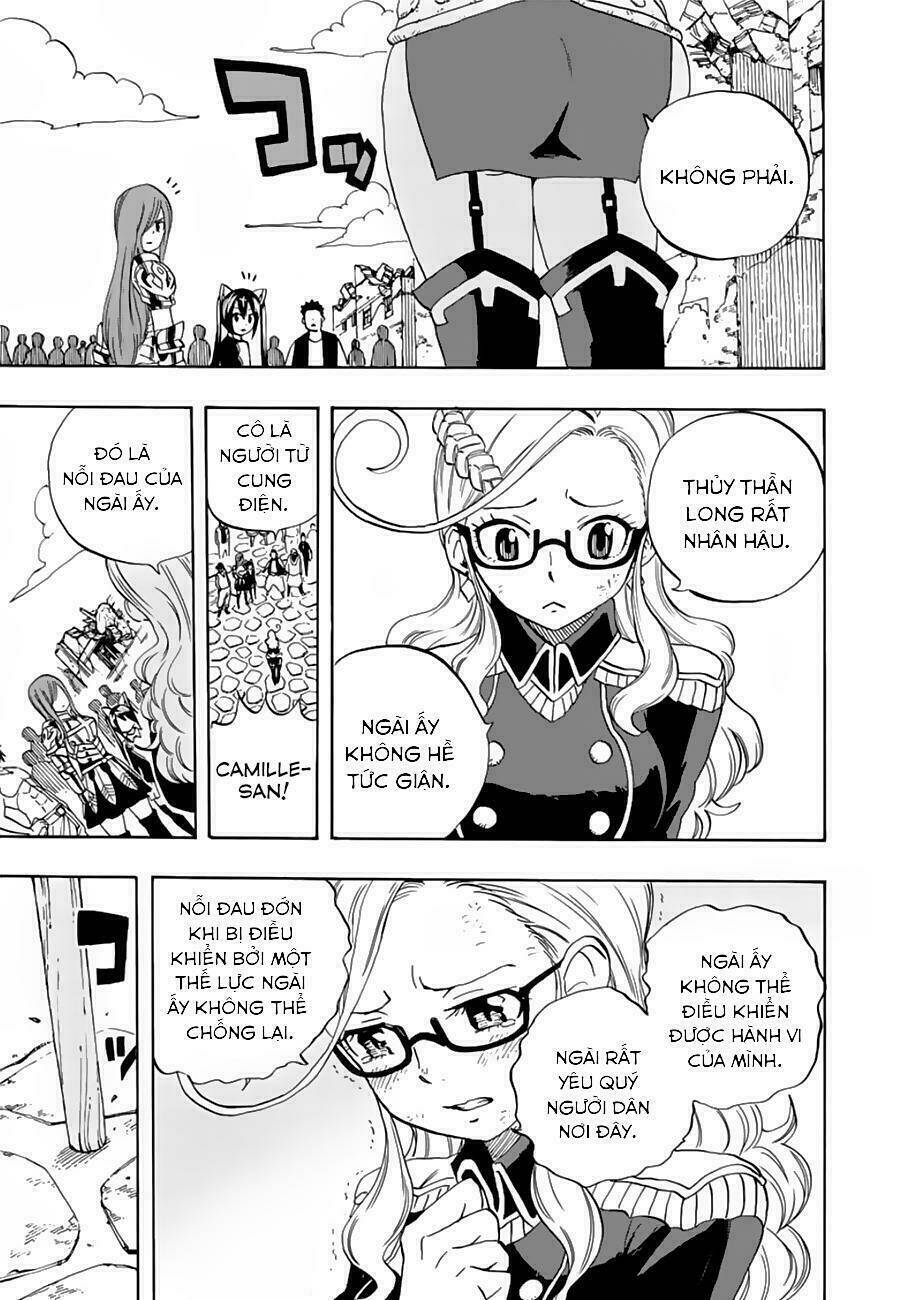 コッ
KHÔNG PHẢI.
THỦY THẦN
LONG RẤT
NHÂN HẬU.
NGÀI ẤY
KHÔNG HỀ
TỨC GIẬN.
CÔ LÀ
NGƯỜI TỪ
CUNG
ĐIỆN.
CAMILLE-
SAN!
ĐÓ LÀ
NỖI ĐAU CỦA
NGÀI ẤY.
NGÀI ẤY
KHÔNG THỂ
ĐIỀU KHIỂN
ĐƯỢC HÀNH VI
CỦA MÌNH.
NGÀI RẤT
YÊU QUÝ
NGƯỜI DÂN
NƠI ĐÂY.
NỖI ĐAU ĐỚN
KHI BỊ ĐIỀU
KHIỂN BỞI MỘT
THẾ LỰC NGÀI
ẤY KHÔNG THỂ
CHỐNG LẠI.
コッ